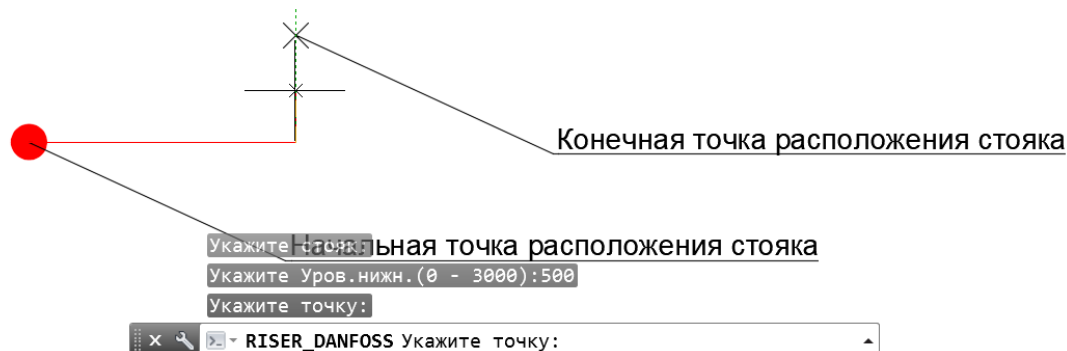 Конечная точка расположения стояка
Начальная точка расположения стояка
Укажите стояк:
Укажите Уров.нижн.(0 - 3000):500
Укажите точку:
RISER_DANFOSS Укажите точку: